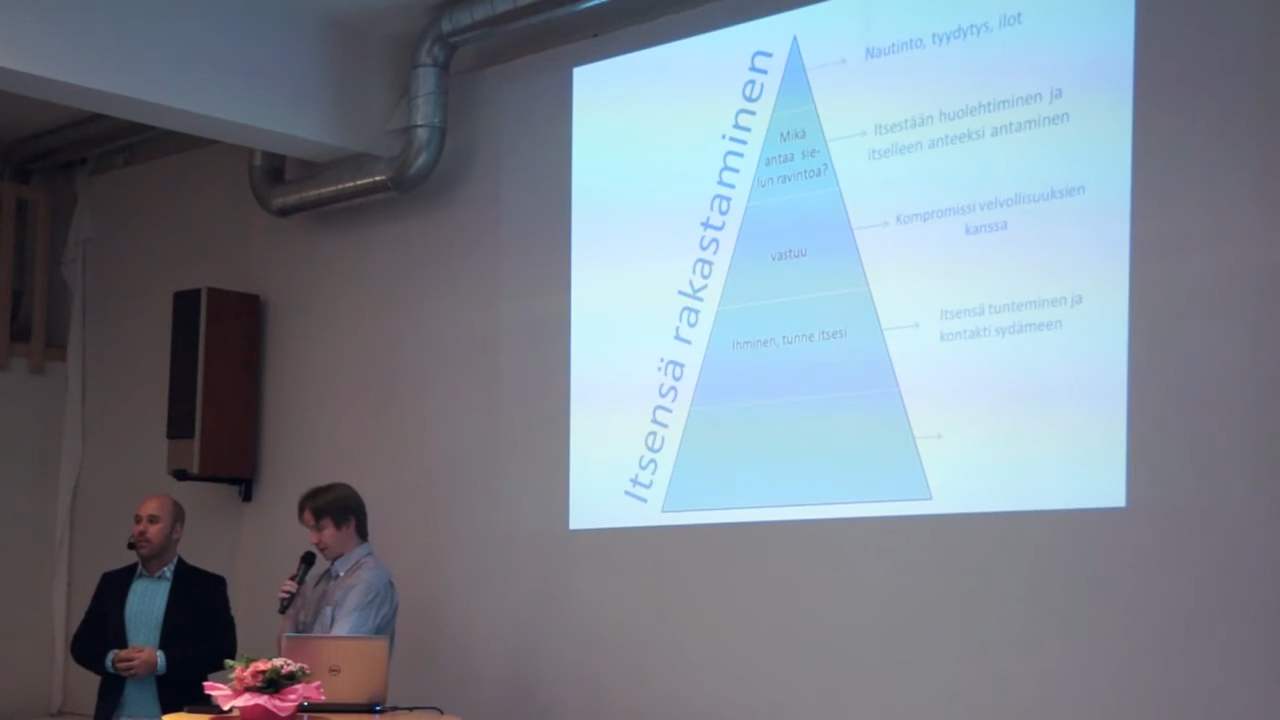 Itsensä rakastaminen
Nautinto, tyydytys, ilot
Mikä
antaa sie-
lun ravintoa?
Itsestään huolehtiminen ja
itselleen anteeksi antaminen
vastuu
Kompromissi velvollisuuksien
kanssa
Ihminen, tunne itsesi
Itsensä tunteminen ja
kontakti sydämeen
DELL